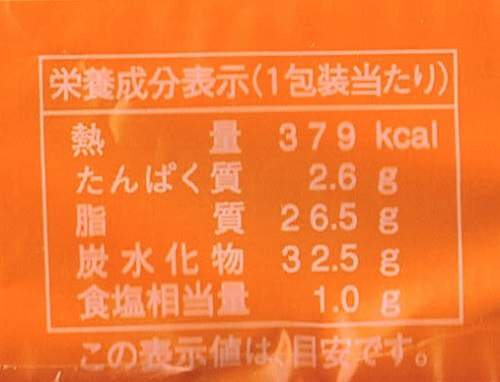 栄養成分表示(1包装当たり)
熱量 379 kcal
たんぱく質 2.6 g
脂質 26.5 g
炭水化物 32.5 g
食塩相当量 1.0 g
この表示値は、目安です。